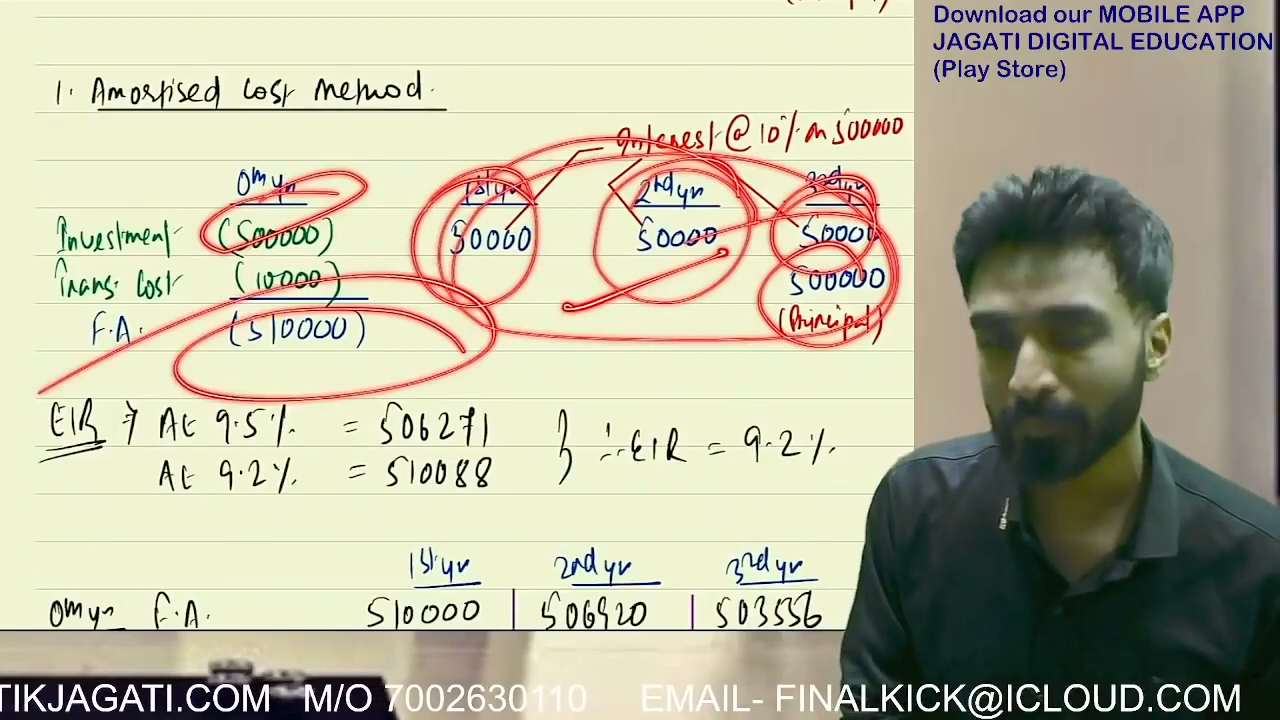 Download our MOBILE APP
JAGATI DIGITAL EDUCATION
(Play Store)
1. Amortised Cost Method.
Interest @ 10% on 500000
0th yr 1st yr 2nd yr 3rd yr
Investment (500000) 50000 50000 50000
Trans. Cost (10000) 500000
F.A. (510000) (Principal)
EIR → At 9.5% = 506271
At 9.2% = 510088 } ∴ EIR = 9.2%
1st yr 2nd yr 3rd yr
F.A. 510000 506920 503556
TIKJAGATI.COM M/O 7002630110 EMAIL- FINALKICK@ICLOUD.COM